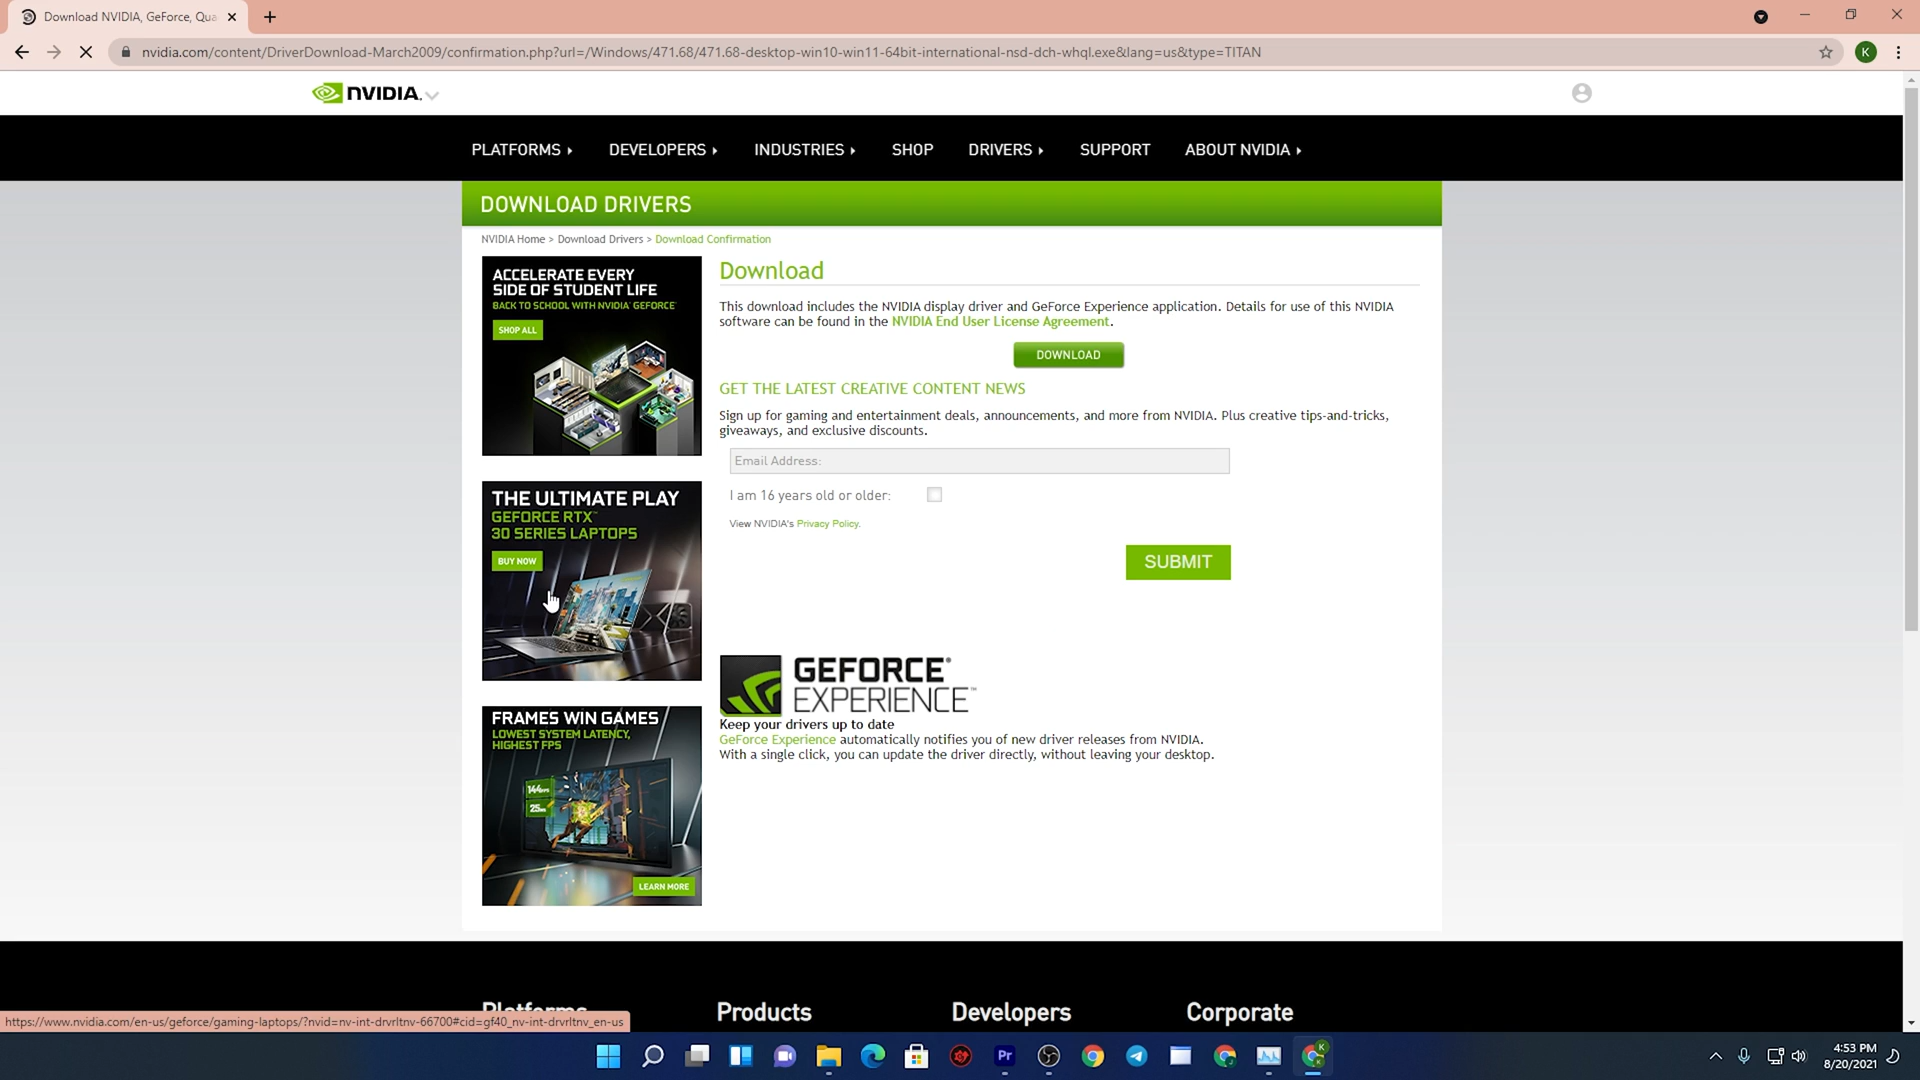 Download NVIDIA, GeForce, Qua
nvidia.com/content/DriverDownload-March2009/confirmation.php?url=/Windows/471.68/471.68-desktop-win10-win11-64bit-international-nsd-dch-whql.exe&lang=us&type=TITAN
K
NVIDIA.
PLATFORMS DEVELOPERS INDUSTRIES SHOP DRIVERS SUPPORT ABOUT NVIDIA
DOWNLOAD DRIVERS
NVIDIA Home > Download Drivers > Download Confirmation
ACCELERATE EVERY
SIDE OF STUDENT LIFE
BACK TO SCHOOL WITH NVIDIA GEFORCE
SHOP ALL
THE ULTIMATE PLAY
GEFORCE RTX™
30 SERIES LAPTOPS
BUY NOW
FRAMES WIN GAMES
LOWEST SYSTEM LATENCY,
HIGHEST FPS
LEARN MORE
Download
This download includes the NVIDIA display driver and GeForce Experience application. Details for use of this NVIDIA
software can be found in the NVIDIA End User License Agreement.
DOWNLOAD
GET THE LATEST CREATIVE CONTENT NEWS
Sign up for gaming and entertainment deals, announcements, and more from NVIDIA. Plus creative tips-and-tricks,
giveaways, and exclusive discounts.
Email Address:
I am 16 years old or older:
View NVIDIA's Privacy Policy.
SUBMIT
GEFORCE®
EXPERIENCE™
Keep your drivers up to date
GeForce Experience automatically notifies you of new driver releases from NVIDIA.
With a single click, you can update the driver directly, without leaving your desktop.
Platforms Products Developers Corporate
https://www.nvidia.com/en-us/geforce/gaming-laptops/?nvid=nv-int-drvrltnv-66700#cid=gf40_nv-int-drvrltnv_en-us
Pr
K
4:53 PM
8/20/2021